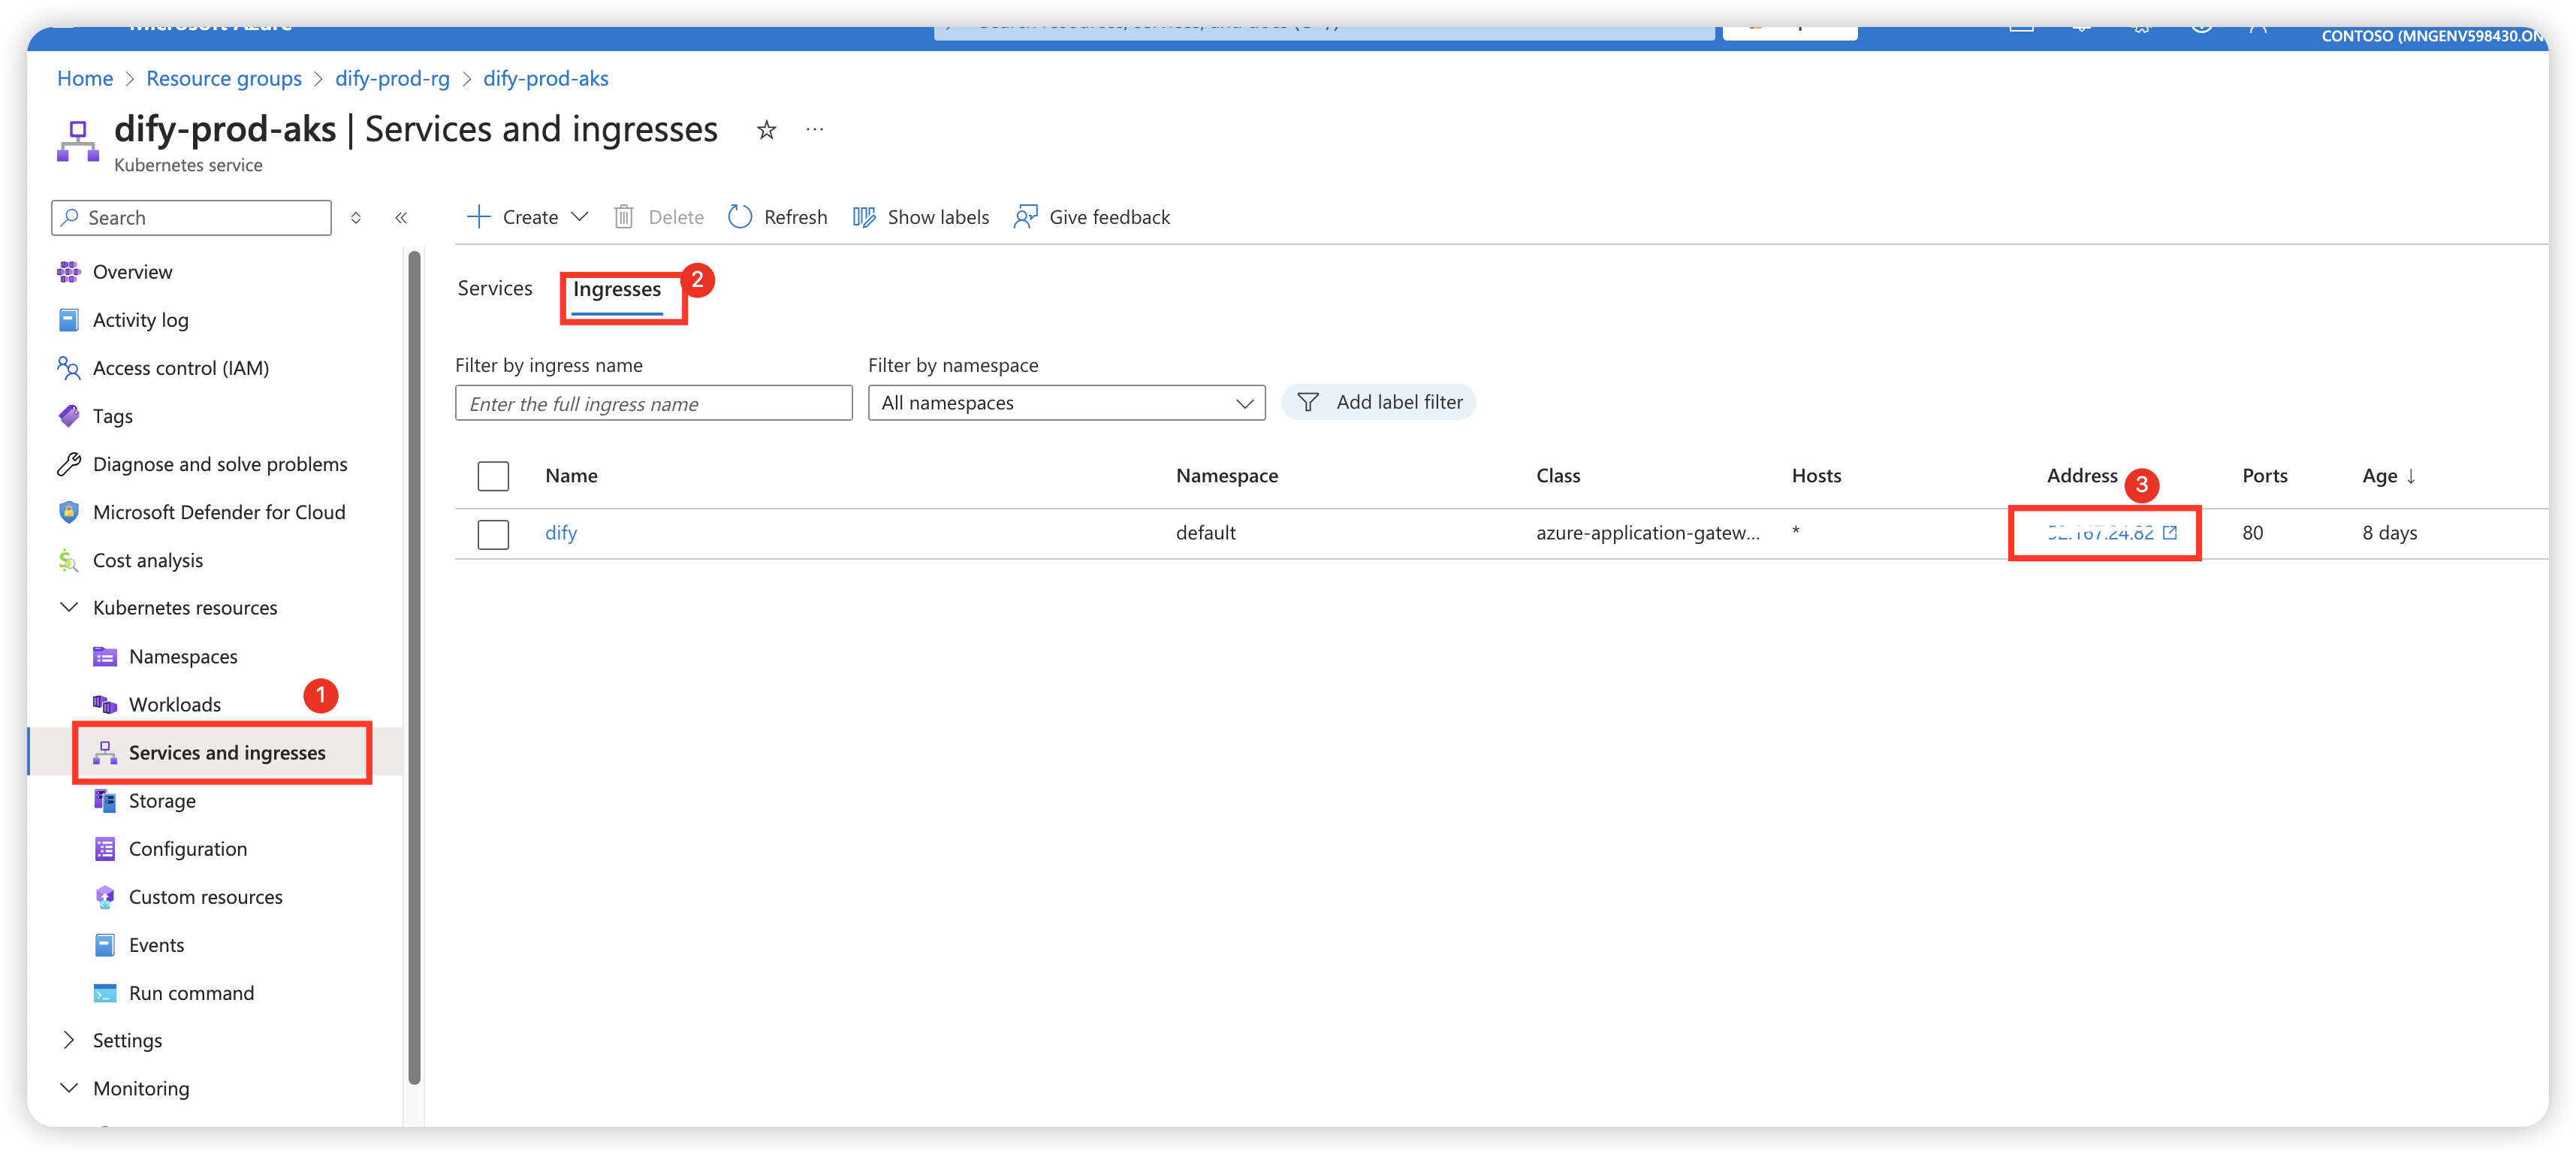 Microsoft Azure
CONTOSO (MNGENV598430.ON
Home > Resource groups > dify-prod-rg > dify-prod-aks
dify-prod-aks | Services and ingresses
Kubernetes service
Search
Create
Delete
Refresh
Show labels
Give feedback
Overview
Activity log
Access control (IAM)
Tags
Diagnose and solve problems
Microsoft Defender for Cloud
Cost analysis
Kubernetes resources
Namespaces
Workloads
1
Services and ingresses
Storage
Configuration
Custom resources
Events
Run command
Settings
Monitoring
Services
Ingresses
2
Filter by ingress name
Filter by namespace
Enter the full ingress name
All namespaces
Add label filter
Name Namespace Class Hosts Address Ports Age ↓
3
dify default azure-application-gatew... * .167.24.82 80 8 days